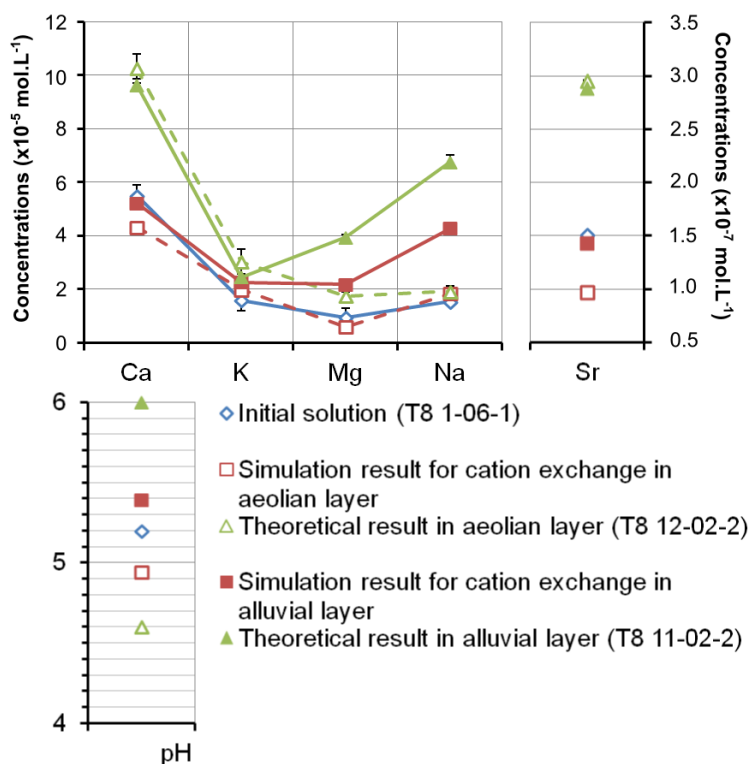 Concentrations (x10⁻⁵ mol.L⁻¹)
12
10
8
6
4
2
0
Ca K Mg Na
3.5
3.0
2.5
2.0
1.5
1.0
0.5
Concentrations (x10⁻⁷ mol.L⁻¹)
Sr
6
5
4
pH
Initial solution (T8 1-06-1)
Simulation result for cation exchange in
aeolian layer
Theoretical result in aeolian layer (T8 12-02-2)
Simulation result for cation exchange in
alluvial layer
Theoretical result in alluvial layer (T8 11-02-2)